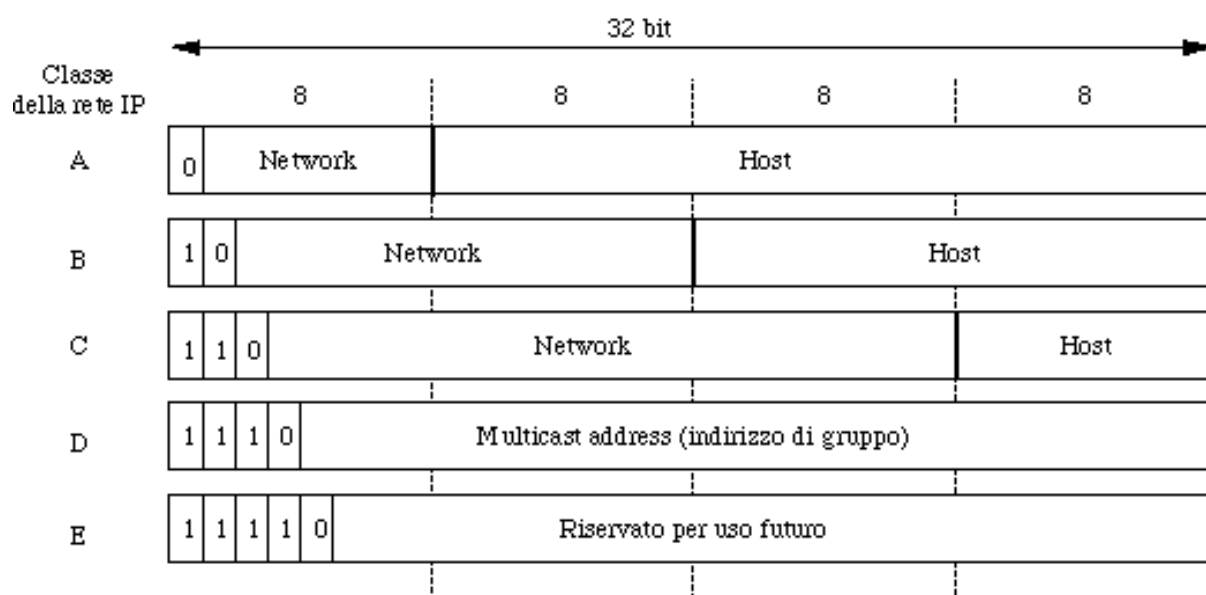 32 bit
Classe
della rete IP
8 8 8 8
A 0 Network Host
B 1 0 Network Host
C 1 1 0 Network Host
D 1 1 1 0 Multicast address (indirizzo di gruppo)
E 1 1 1 1 0 Riservato per uso futuro